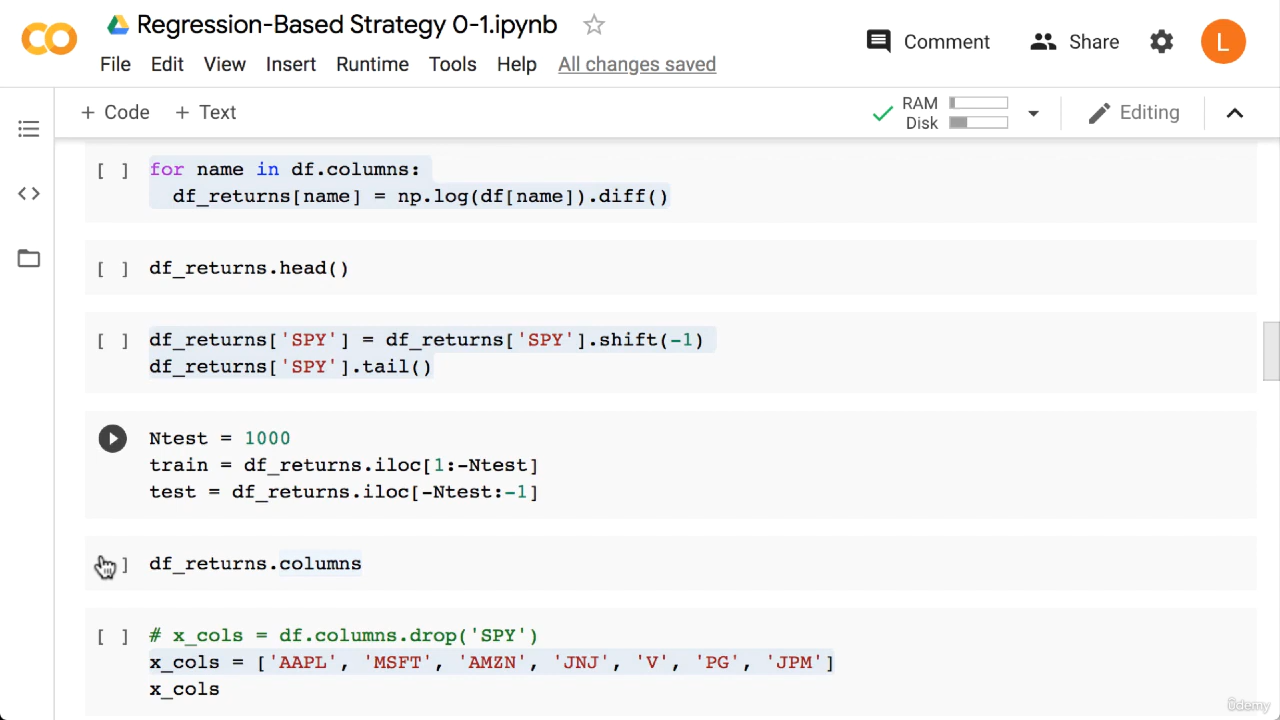 Regression-Based Strategy 0-1.ipynb
Comment
Share
L
File Edit View Insert Runtime Tools Help All changes saved
+ Code + Text
RAM
Disk
Editing
[ ] for name in df.columns:
df_returns[name] = np.log(df[name]).diff()
[ ] df_returns.head()
[ ] df_returns['SPY'] = df_returns['SPY'].shift(-1)
df_returns['SPY'].tail()
Ntest = 1000
train = df_returns.iloc[1:-Ntest]
test = df_returns.iloc[-Ntest:-1]
] df_returns.columns
[ ] # x_cols = df.columns.drop('SPY')
x_cols = ['AAPL', 'MSFT', 'AMZN', 'JNJ', 'V', 'PG', 'JPM']
x_cols
ûdemy